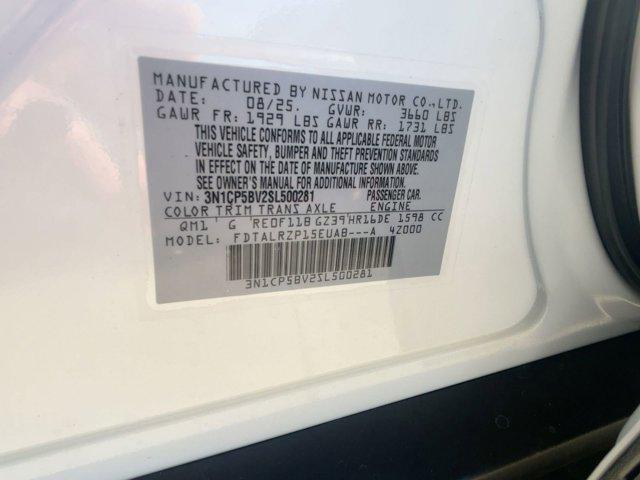 MANUFACTURED BY NISSAN MOTOR CO.,LTD.
DATE: 08/25. GVWR: 3660 LBS
GAWR FR: 1929 LBS GAWR RR: 1731 LBS
THIS VEHICLE CONFORMS TO ALL APPLICABLE FEDERAL MOTOR
VEHICLE SAFETY, BUMPER AND THEFT PREVENTION STANDARDS
IN EFFECT ON THE DATE OF MANUFACTURE SHOWN ABOVE.
SEE OWNER'S MANUAL FOR ADDITIONAL INFORMATION.
VIN: 3N1CP5BV2SL500281 PASSENGER CAR.
COLOR TRIM TRANS AXLE ENGINE
QM1 G RE0F11B GZ39 HR16DE 1598 CC
MODEL: FDTALRZP15EUAB---A 4Z000
3N1CP5BV2SL500281